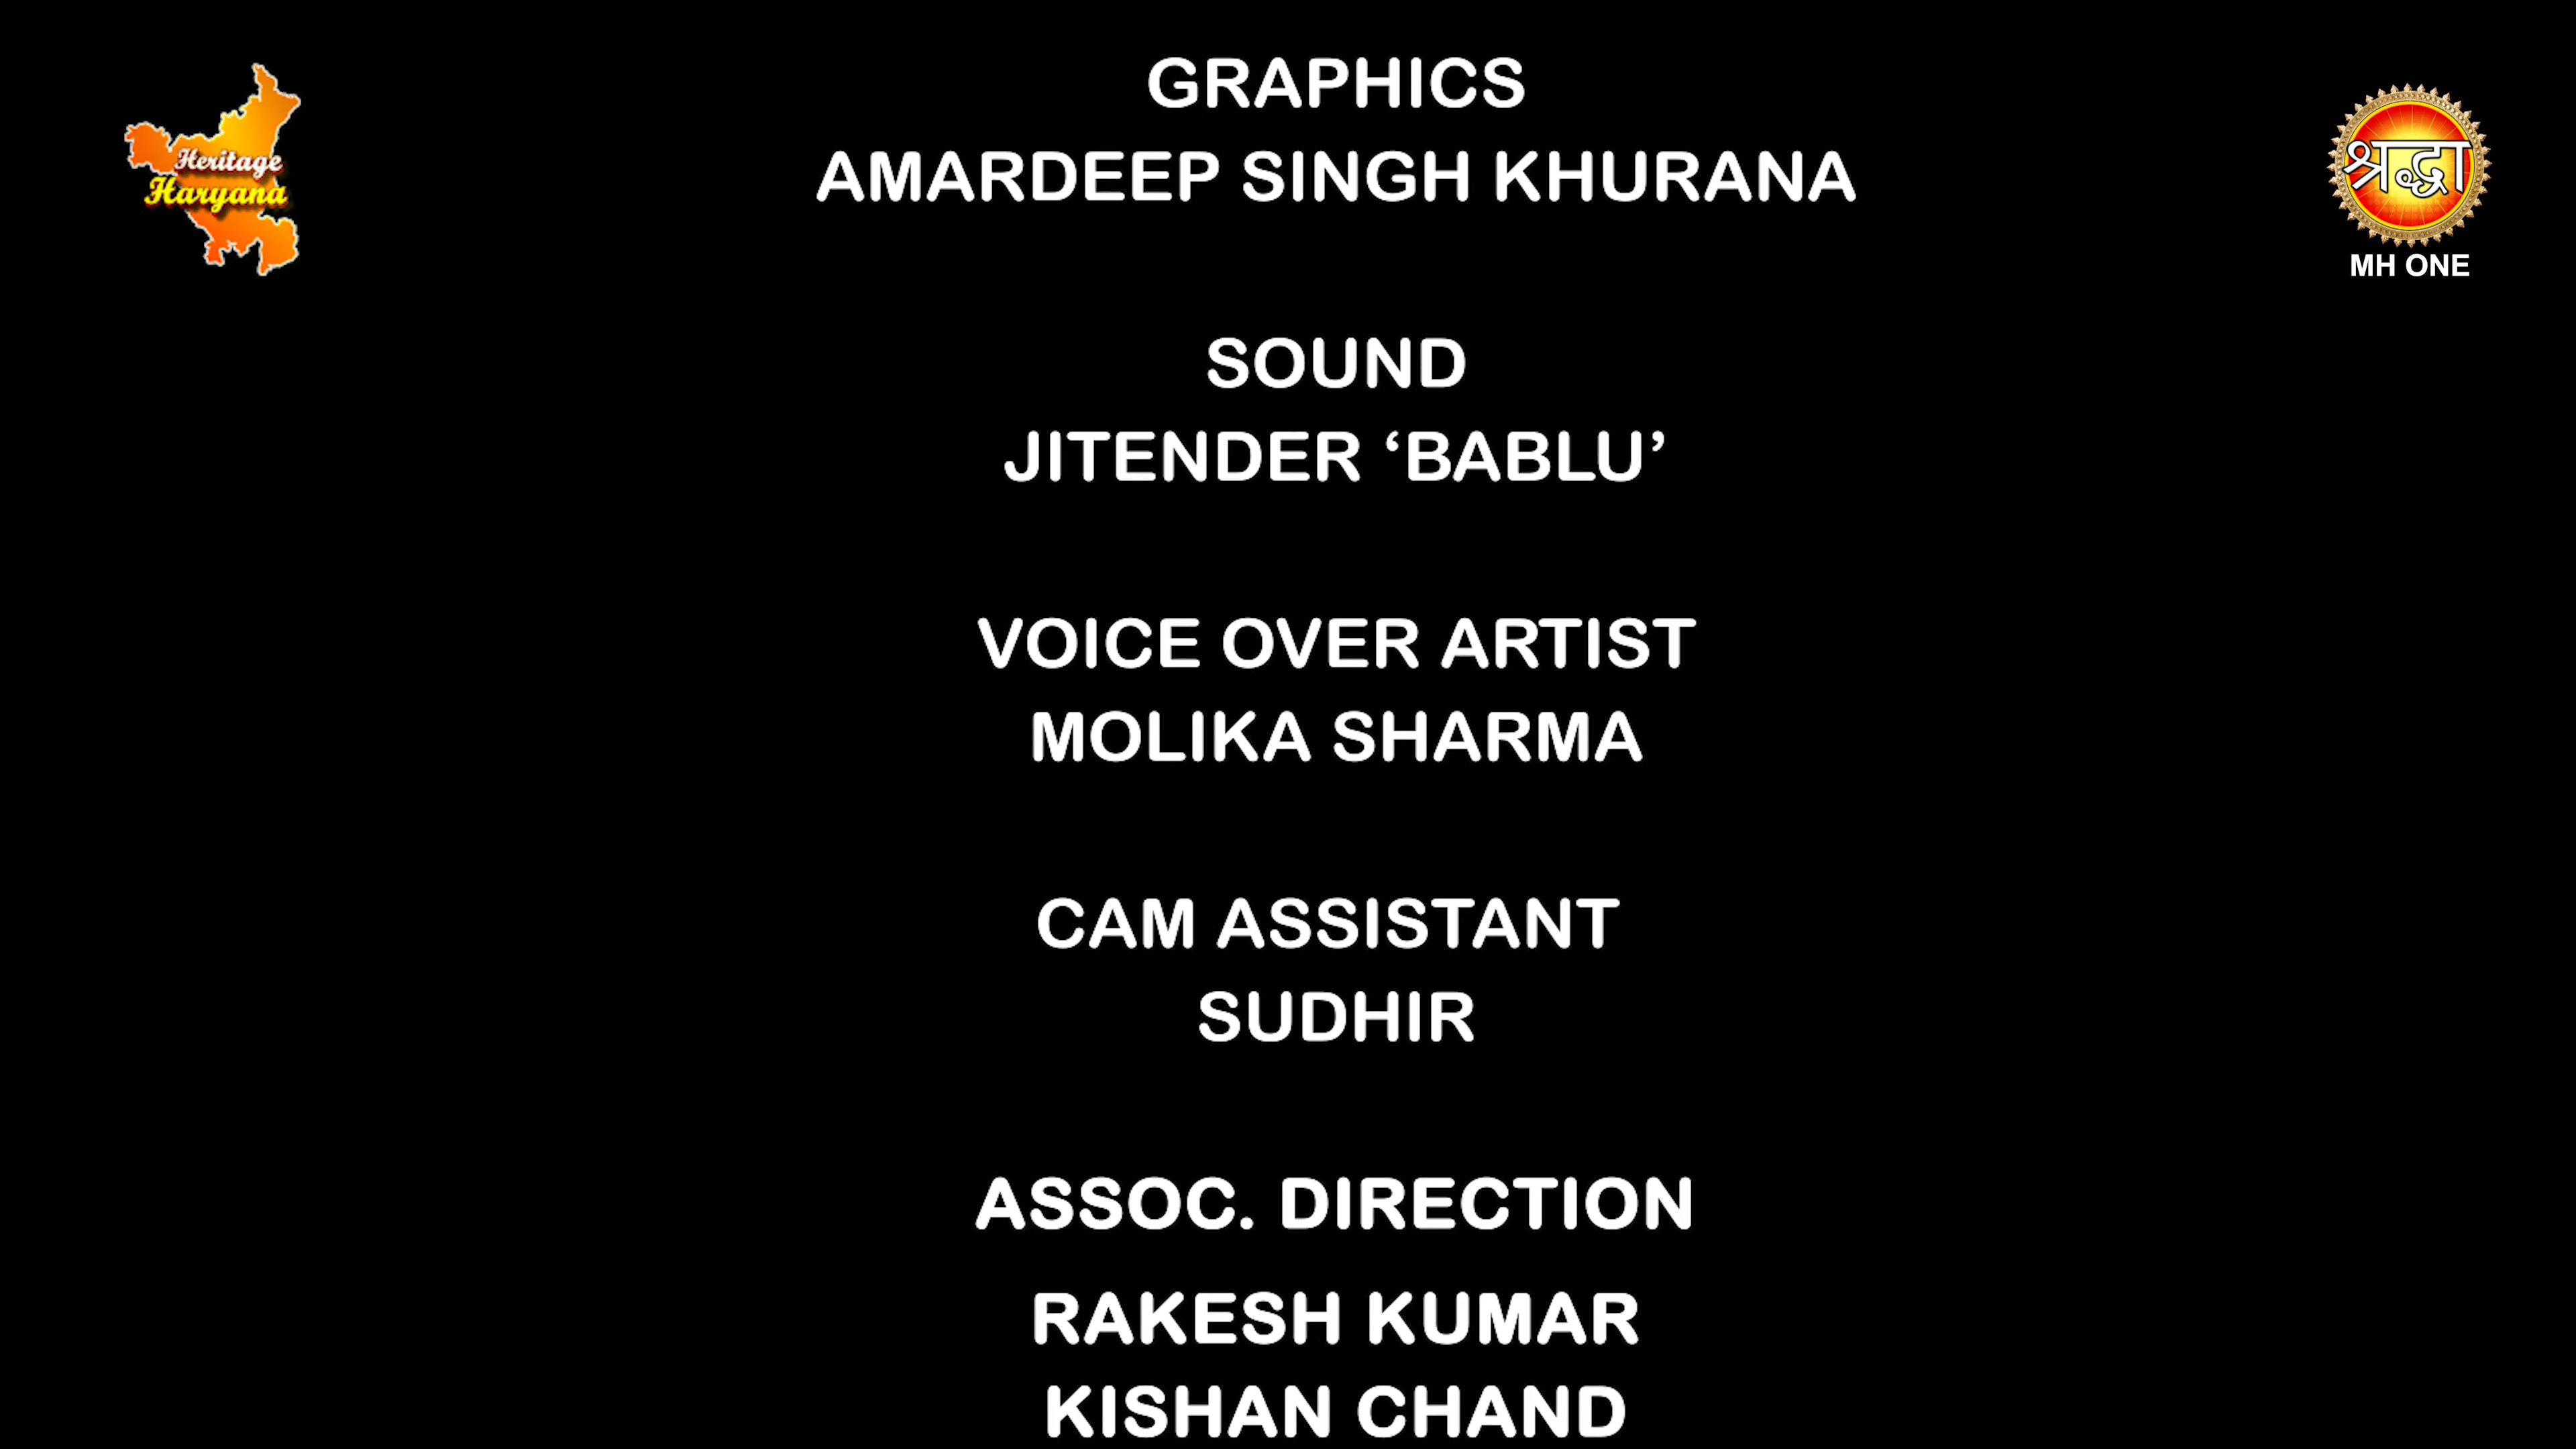 GRAPHICS
AMARDEEP SINGH KHURANA
SOUND
JITENDER ‘BABLU’
VOICE OVER ARTIST
MOLIKA SHARMA
CAM ASSISTANT
SUDHIR
ASSOC. DIRECTION
RAKESH KUMAR
KISHAN CHAND
Heritage
Haryana
श्रद्धा
MH ONE